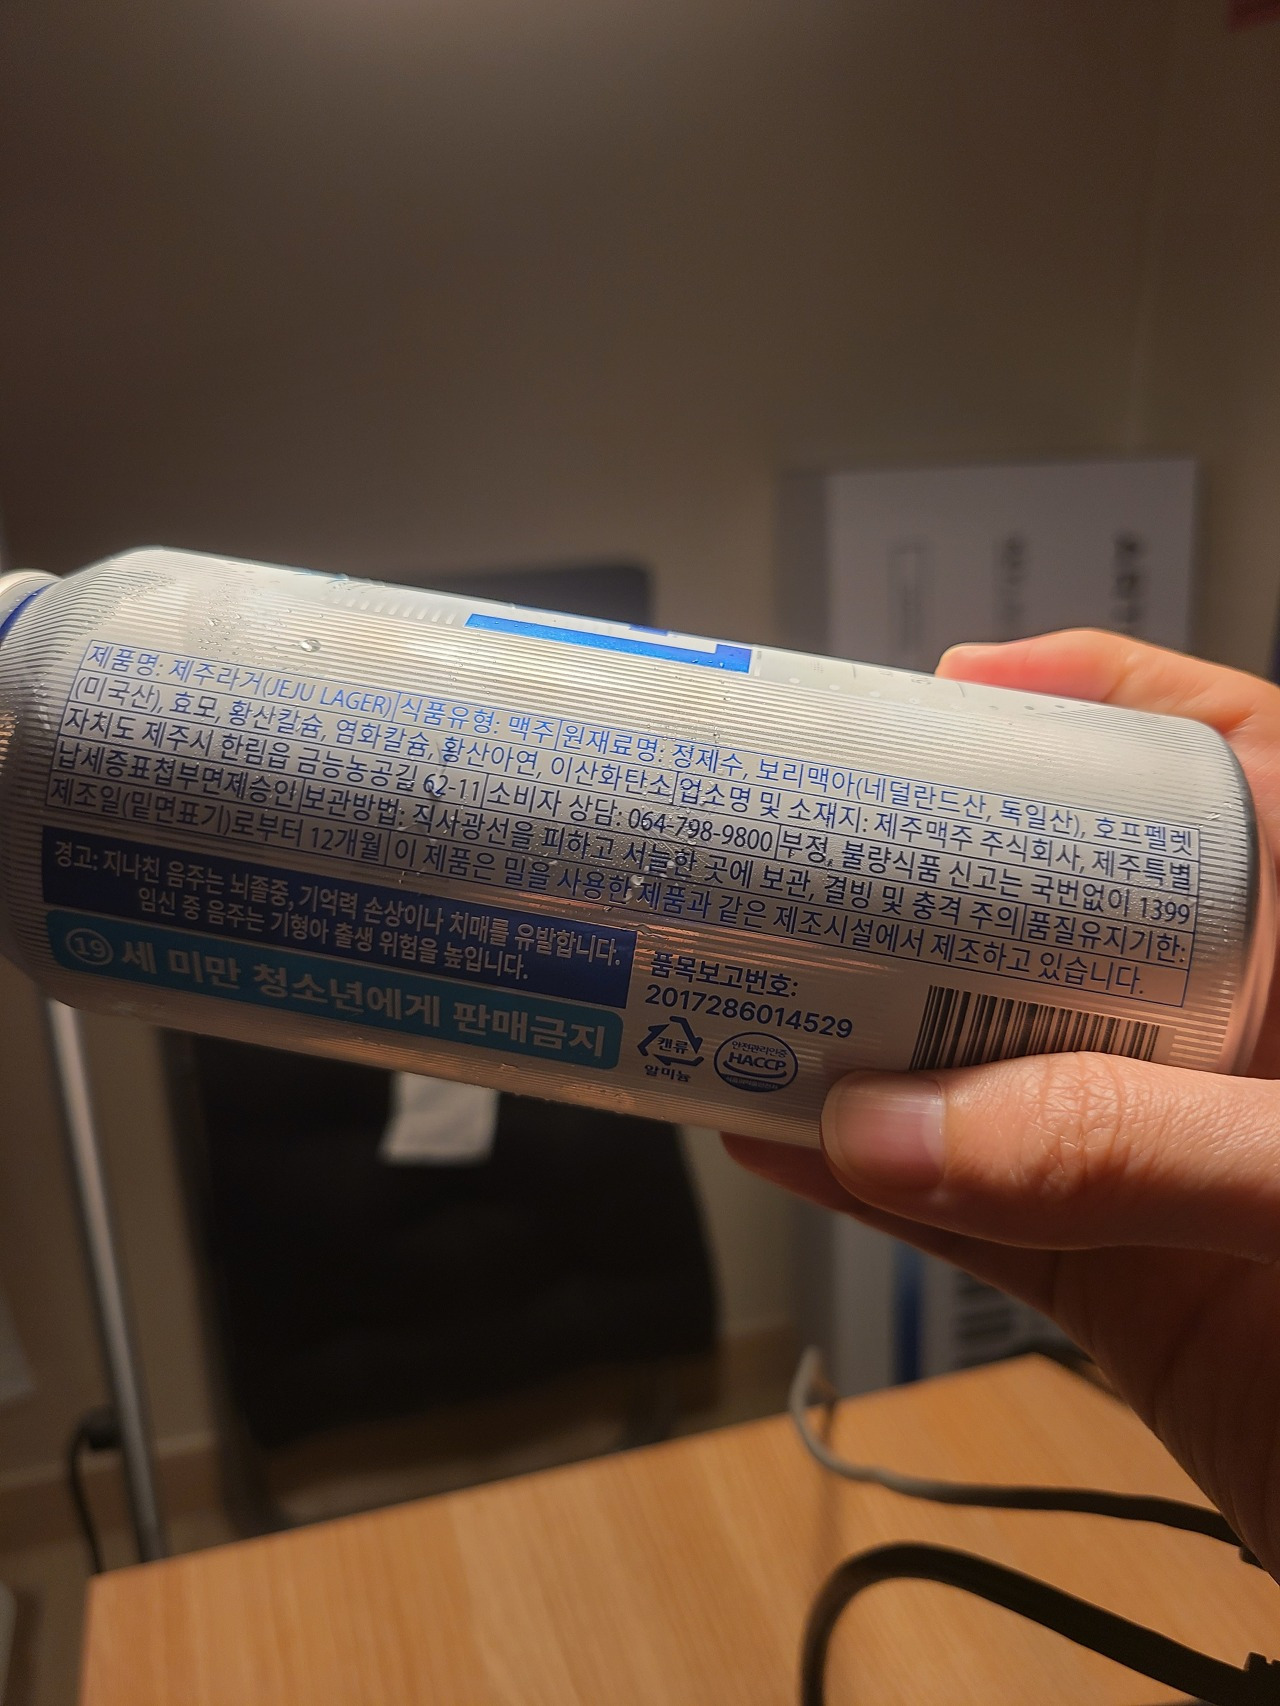 제품명: 제주라거(JEJU LAGER) 식품유형: 맥주 원재료명: 정제수, 보리맥아(네덜란드산, 독일산), 호프펠렛
(미국산), 효모, 황산칼슘, 염화칼슘, 황산아연, 이산화탄소 업소명 및 소재지: 제주맥주 주식회사, 제주특별
자치도 제주시 한림읍 금능농공길 62-11 소비자 상담: 064-798-9800 부정, 불량식품 신고는 국번없이 1399
납세증표첩부면제승인 보관방법: 직사광선을 피하고 서늘한 곳에 보관, 결빙 및 충격 주의 품질유지기한:
제조일(밑면표기)로부터 12개월 이 제품은 밀을 사용한 제품과 같은 제조시설에서 제조하고 있습니다.
경고: 지나친 음주는 뇌졸중, 기억력 손상이나 치매를 유발합니다.
임신 중 음주는 기형아 출생 위험을 높입니다.
19 세 미만 청소년에게 판매금지
품목보고번호:
2017286014529
캔류
알미늄
안전관리인증
HACCP